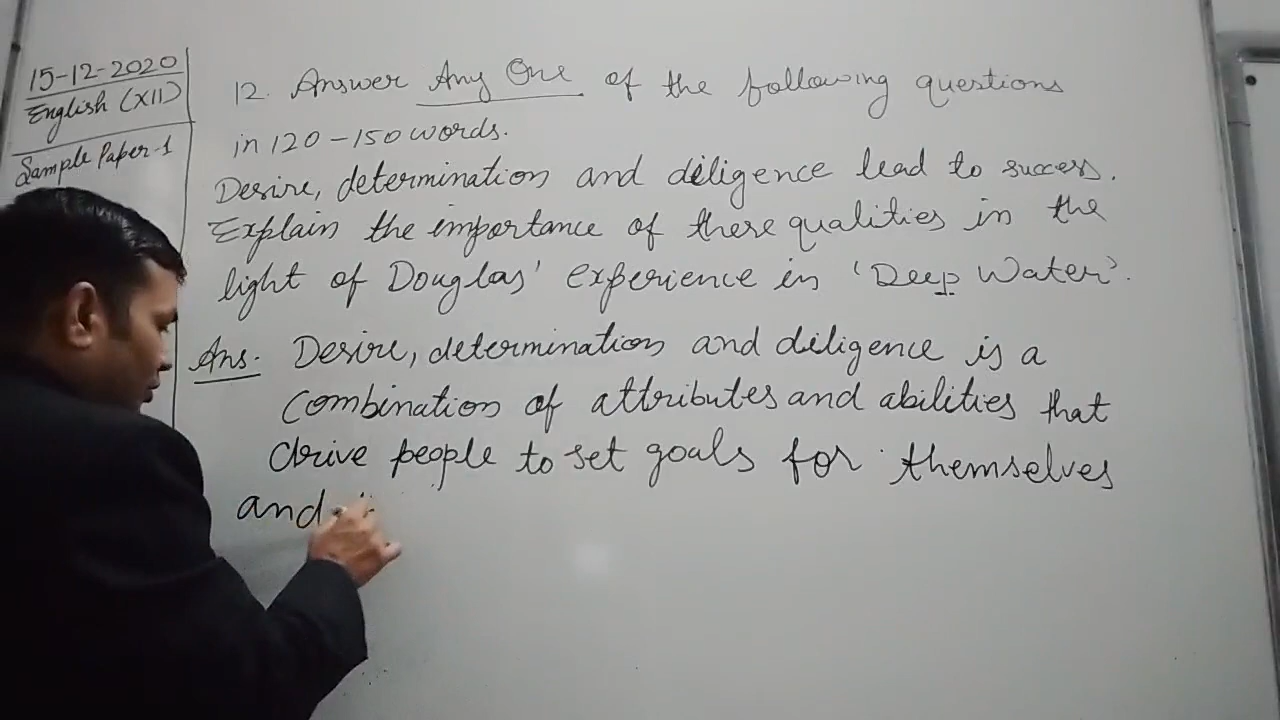 15-12-2020
English (XII)
Sample Paper-1
12. Answer Any One of the following questions
in 120-150 words.
Desire, determination and diligence lead to success.
Explain the importance of these qualities in the
light of Douglas' experience in 'Deep Water'.
Ans. Desire, determination and diligence is a
combination of attributes and abilities that
drive people to set goals for themselves
and